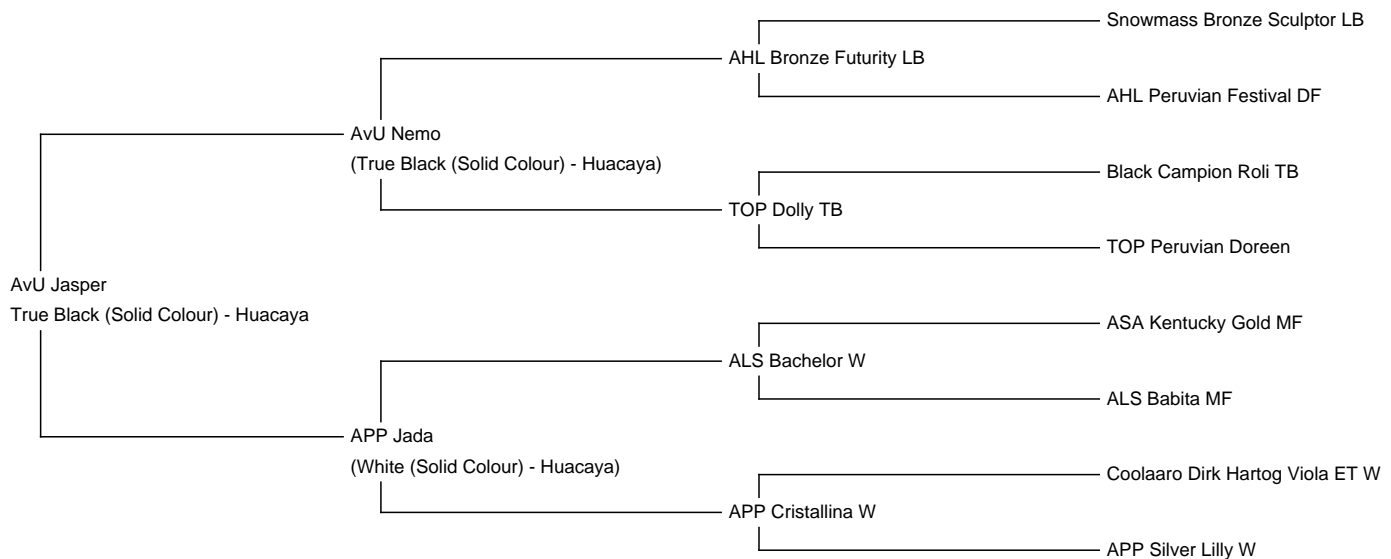 Snowmass Bronze Sculptor LB
AHL Bronze Futurity LB
AHL Peruvian Festival DF
AvU Nemo
(True Black (Solid Colour) - Huacaya)
Black Campion Roli TB
TOP Dolly TB
TOP Peruvian Doreen
AvU Jasper
True Black (Solid Colour) - Huacaya
ASA Kentucky Gold MF
ALS Bachelor W
ALS Babita MF
APP Jada
(White (Solid Colour) - Huacaya)
Coolaaro Dirk Hartog Viola ET W
APP Cristallina W
APP Silver Lilly W